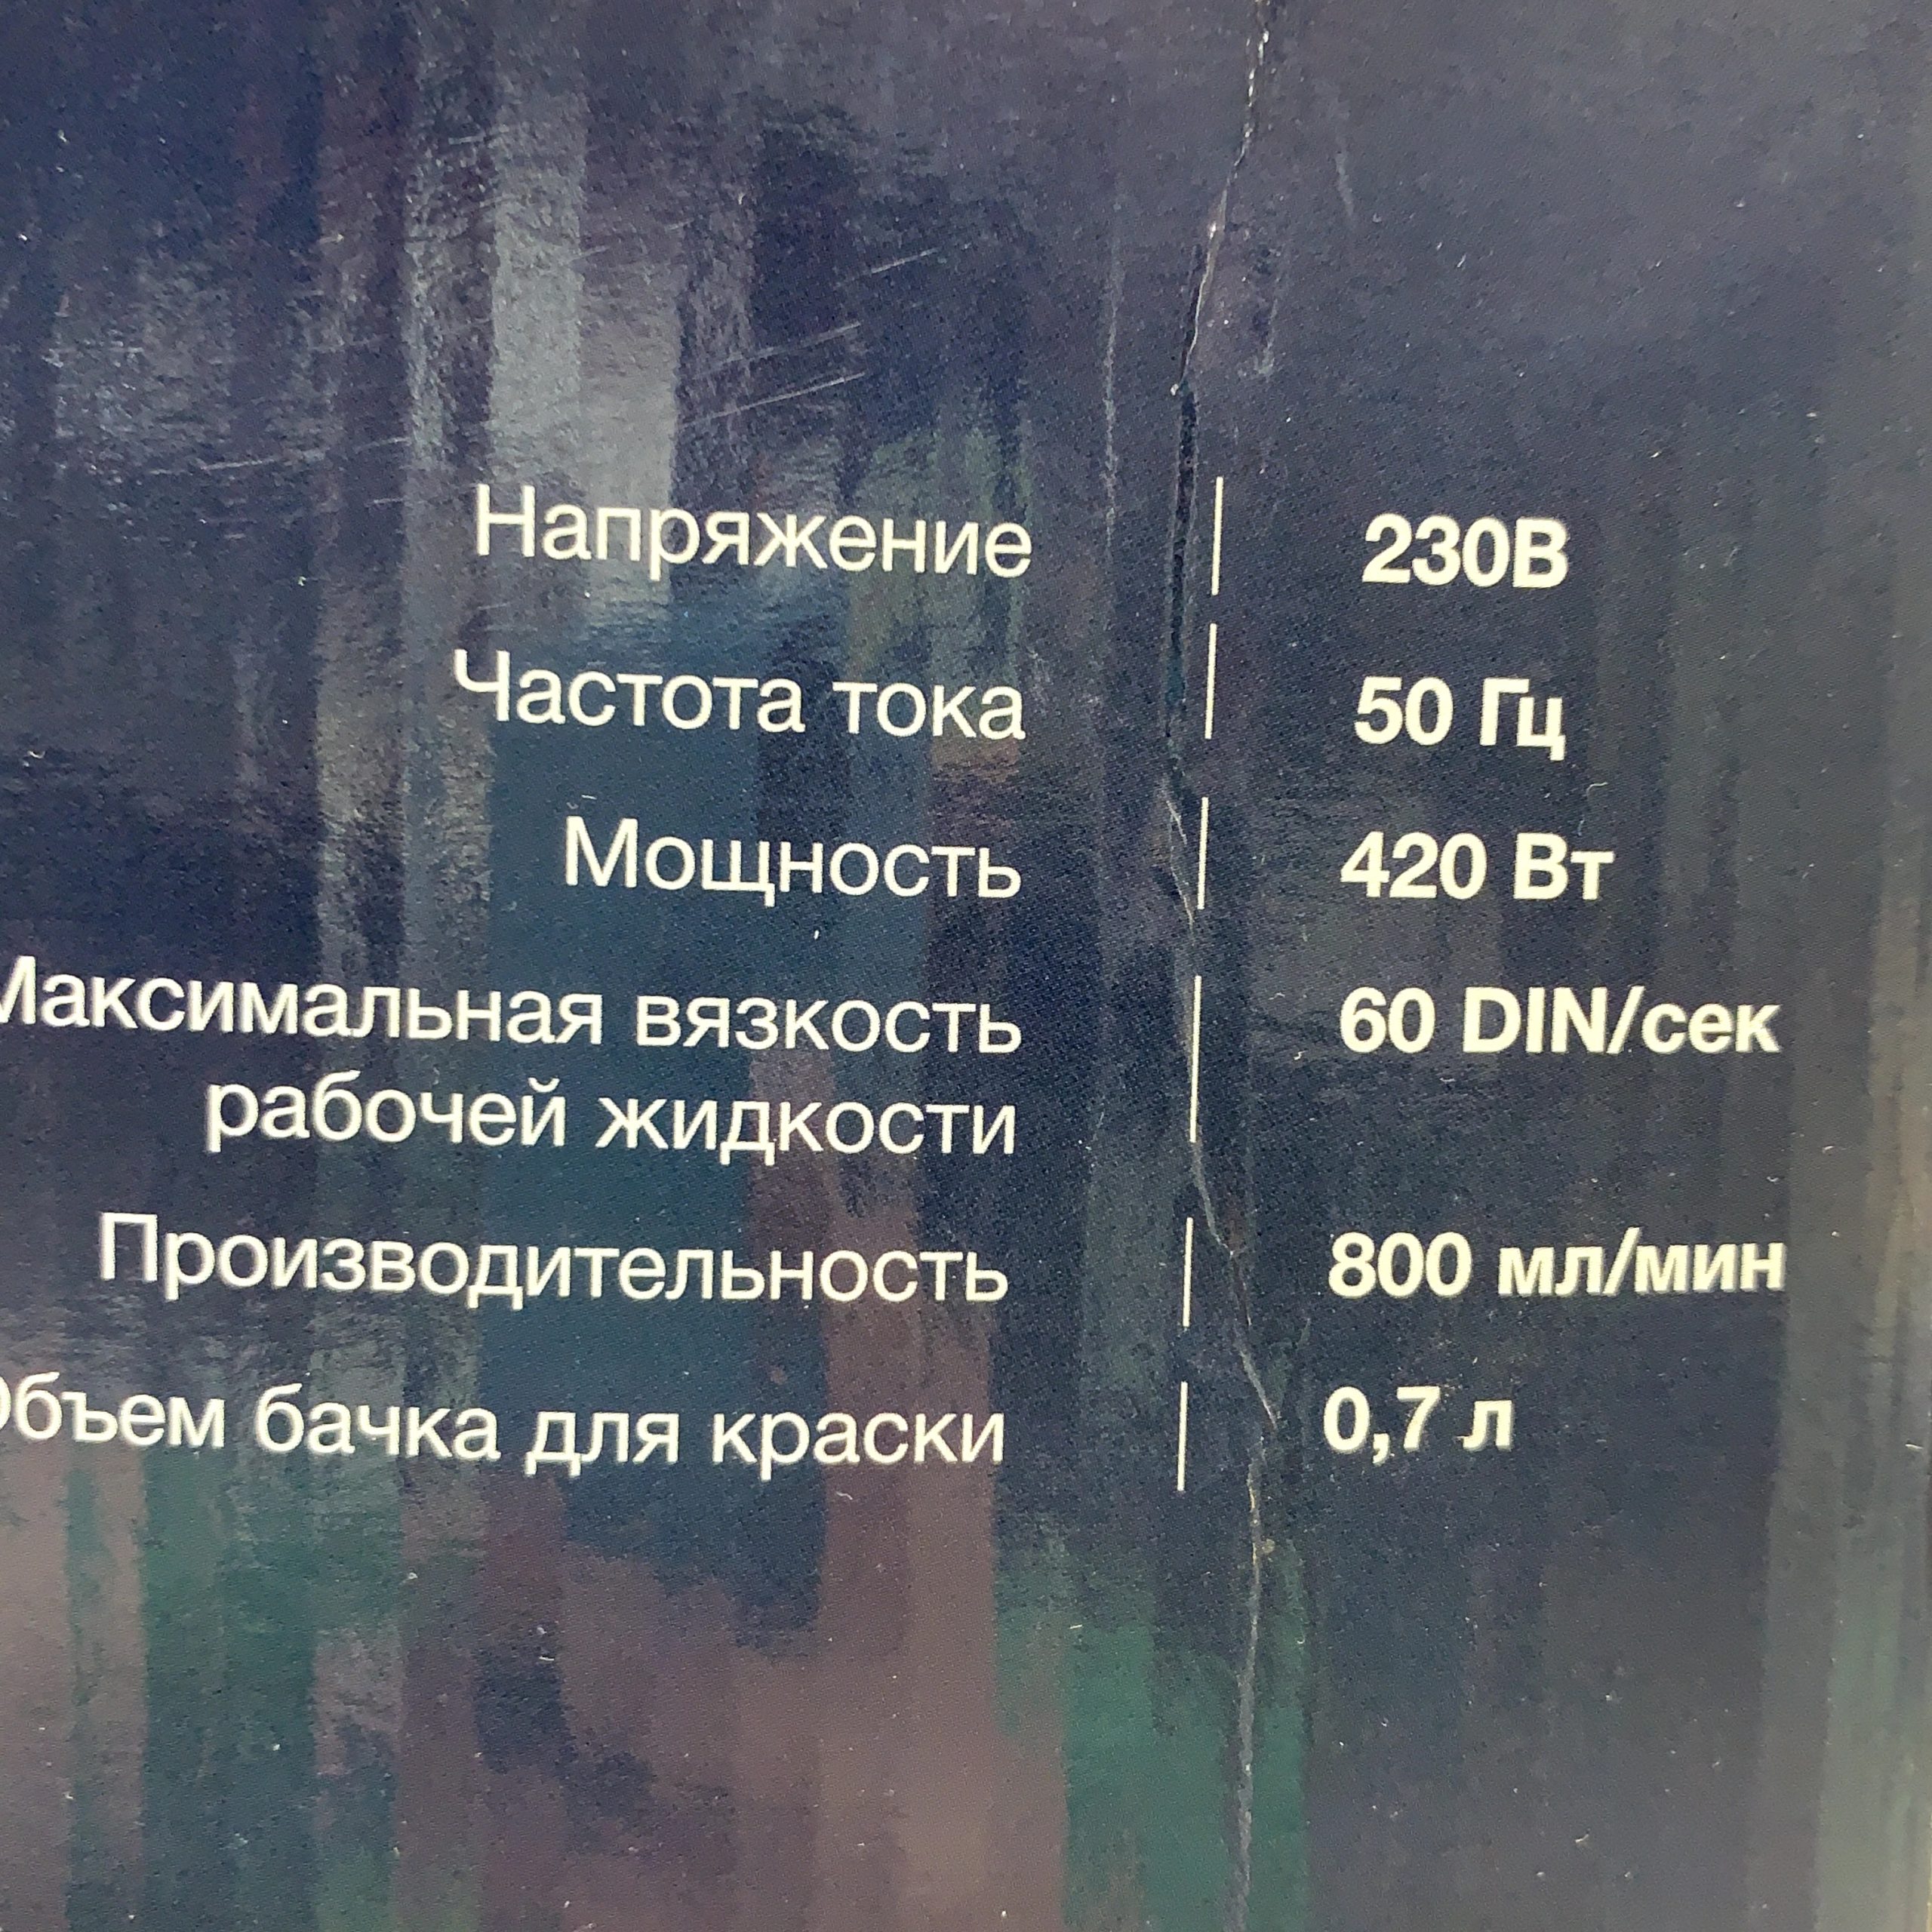 Напряжение 230В
Частота тока 50 Гц
Мощность 420 Вт
Максимальная вязкость 60 DIN/сек
рабочей жидкости
Производительность 800 мл/мин
Объем бачка для краски 0,7 л